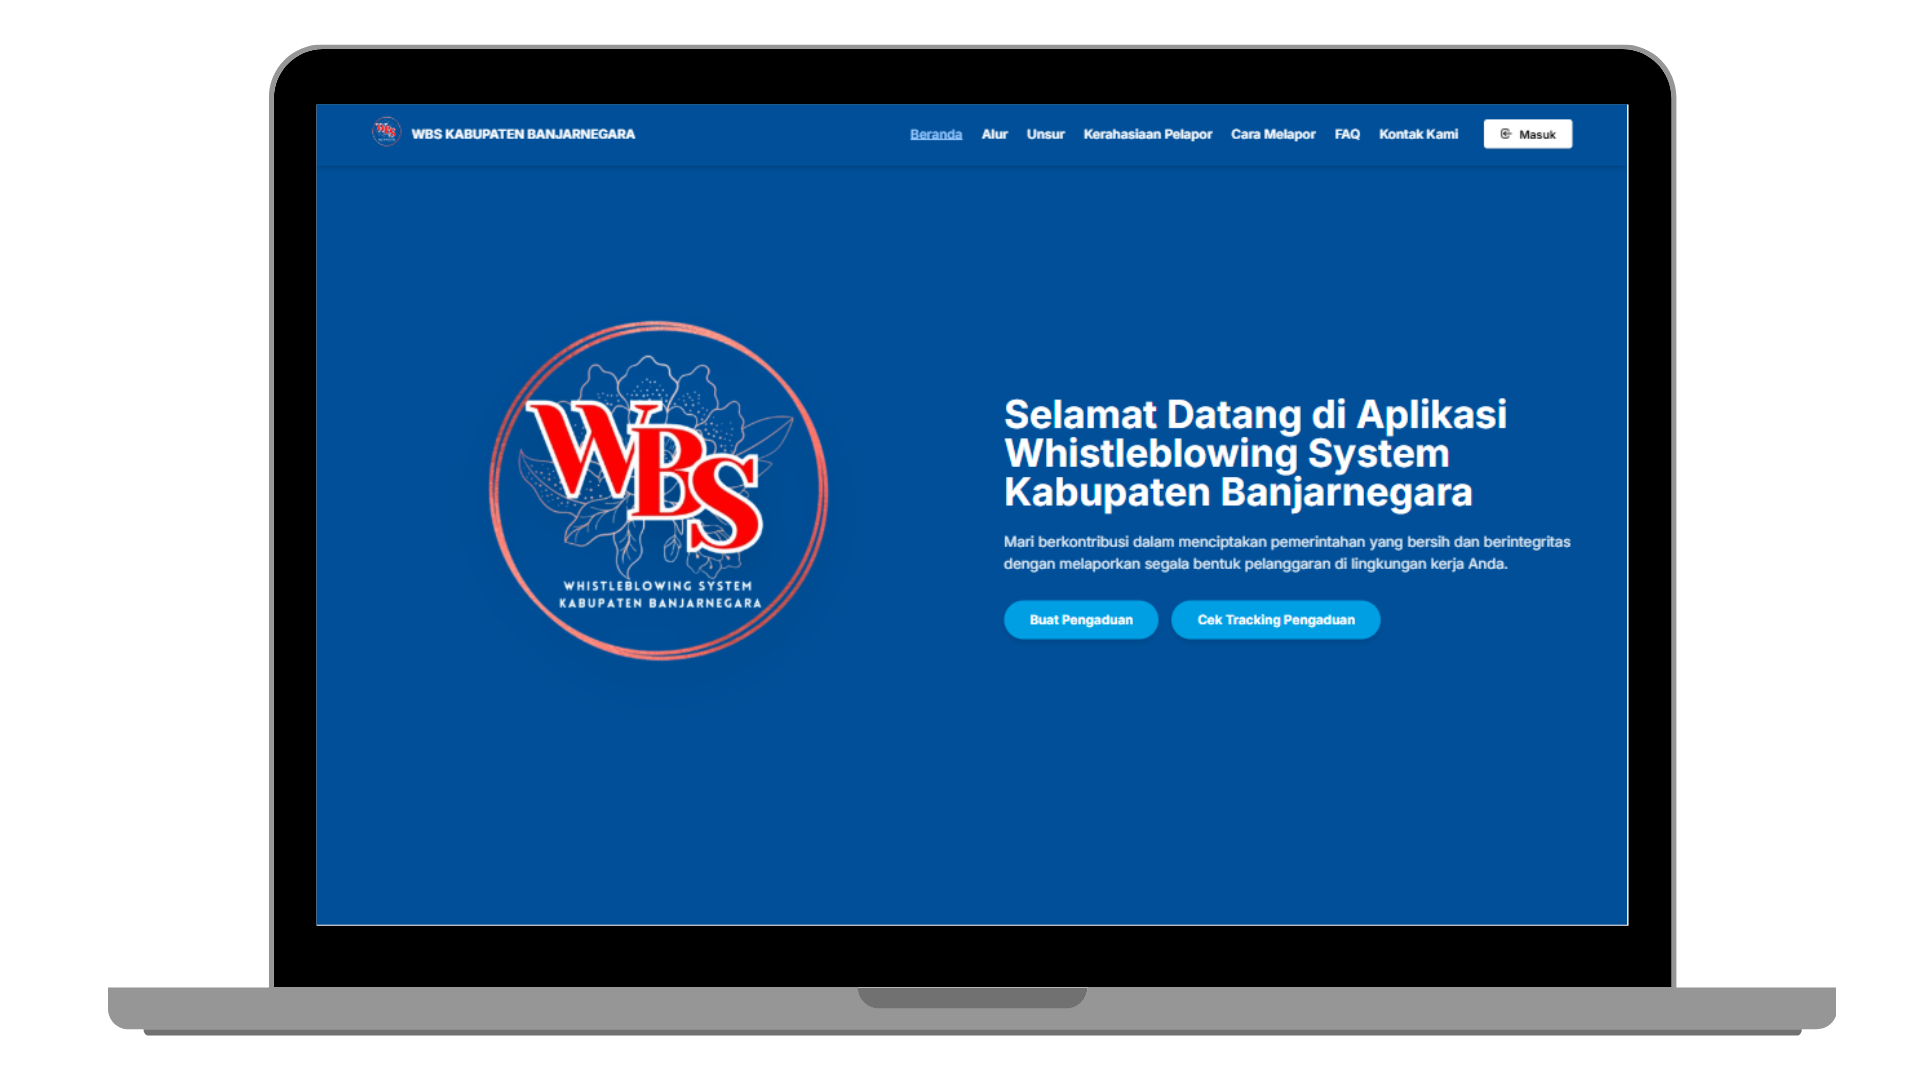 WBS KABUPATEN BANJARNEGARA
Beranda Alur Unsur Kerahasiaan Pelapor Cara Melapor FAQ Kontak Kami Masuk
WBS
WHISTLEBLOWING SYSTEM
KABUPATEN BANJARNEGARA
Selamat Datang di Aplikasi
Whistleblowing System
Kabupaten Banjarnegara
Mari berkontribusi dalam menciptakan pemerintahan yang bersih dan berintegritas
dengan melaporkan segala bentuk pelanggaran di lingkungan kerja Anda.
Buat Pengaduan Cek Tracking Pengaduan